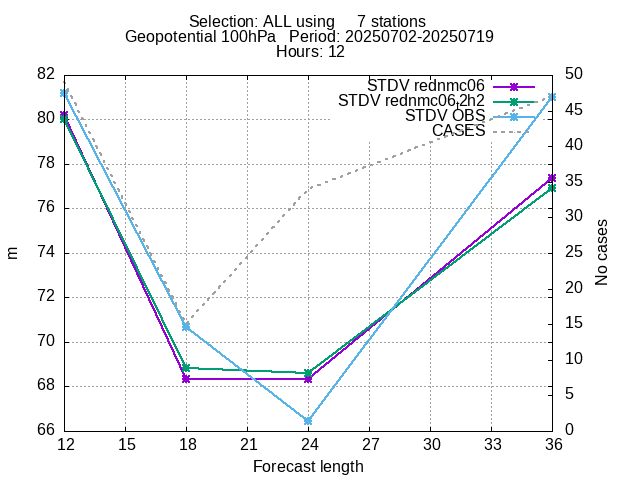 Selection: ALL using     7 stations
Geopotential 100hPa   Period: 20250702-20250719
Hours: 12
STDV rednmc06
STDV rednmc06_2h2
STDV OBS
CASES
82
80
78
76
74
72
70
68
66
50
45
40
35
30
25
20
15
10
5
0
m
No cases
12 15 18 21 24 27 30 33 36
Forecast length